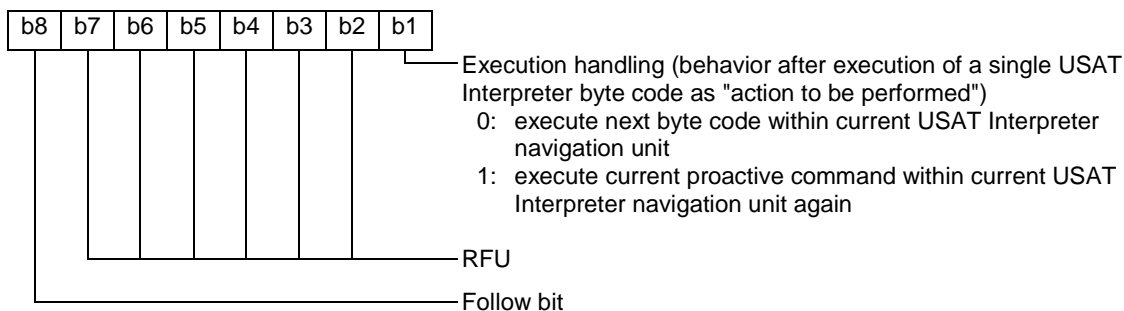 b8 b7 b6 b5 b4 b3 b2 b1
Execution handling (behavior after execution of a single USAT
Interpreter byte code as "action to be performed")
0: execute next byte code within current USAT Interpreter
navigation unit
1: execute current proactive command within current USAT
Interpreter navigation unit again
RFU
Follow bit